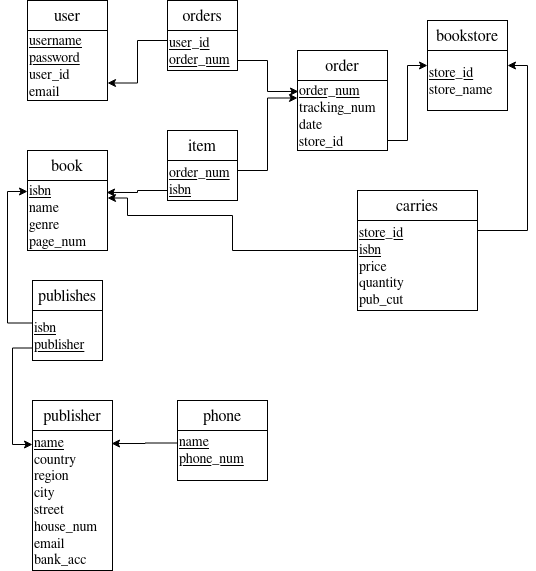 user
username
password
user_id
email
orders
user_id
order_num
order
order_num
tracking_num
date
store_id
bookstore
store_id
store_name
book
isbn
name
genre
page_num
item
order_num
isbn
carries
store_id
isbn
price
quantity
pub_cut
publishes
isbn
publisher
publisher
name
country
region
city
street
house_num
email
bank_acc
phone
name
phone_num